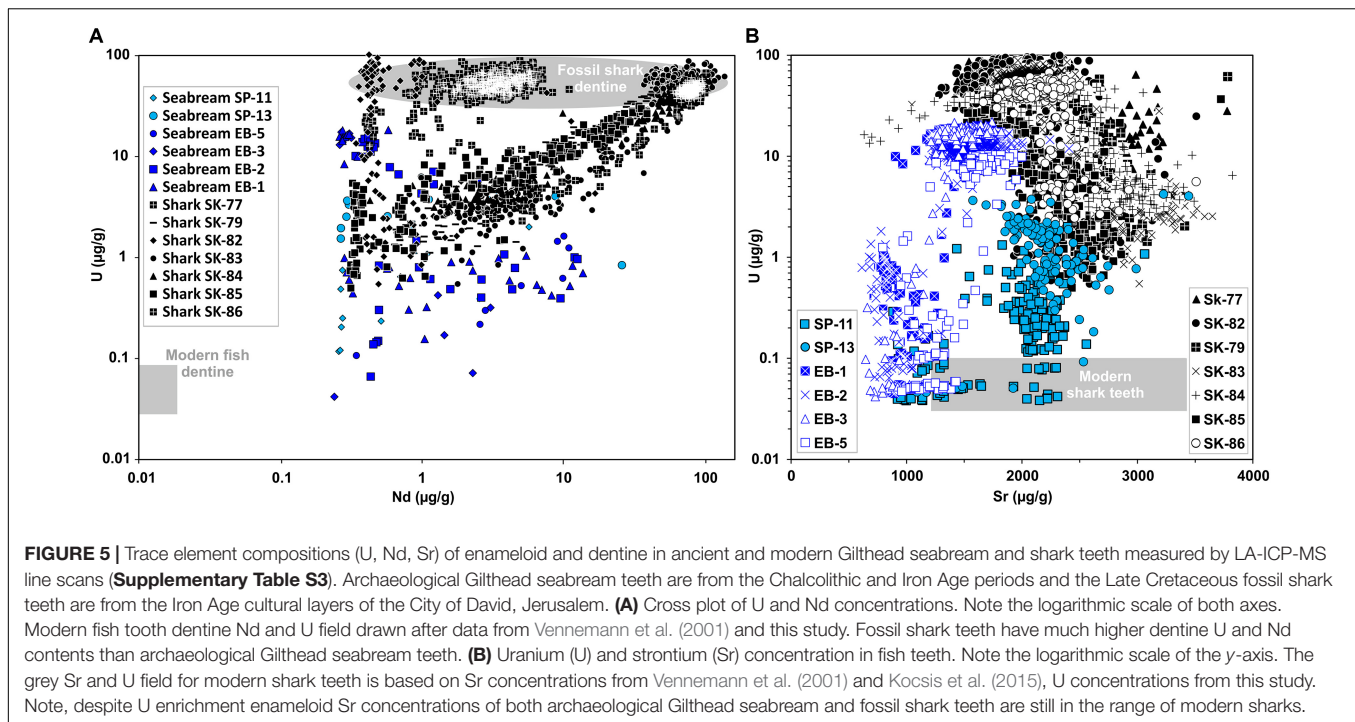 A
100
10
1
0.1
0.01
U (µg/g)
0.01
0.1
1
10
100
Nd (µg/g)
Seabream SP-11
Seabream SP-13
Seabream EB-5
Seabream EB-3
Seabream EB-2
Seabream EB-1
Shark SK-77
Shark SK-79
Shark SK-82
Shark SK-83
Shark SK-84
Shark SK-85
Shark SK-86
Fossil shark
dentine
Modern fish
dentine
B
100
10
1
0.1
0.01
U (µg/g)
0
1000
2000
3000
4000
Sr (µg/g)
SP-11
SP-13
EB-1
EB-2
EB-3
EB-5
Modern
shark teeth
Sk-77
SK-82
SK-79
SK-83
SK-84
SK-85
SK-86
FIGURE 5 | Trace element compositions (U, Nd, Sr) of enameloid and dentine in ancient and modern Gilthead seabream and shark teeth measured by LA-ICP-MS
line scans (Supplementary Table S3). Archaeological Gilthead seabream teeth are from the Chalcolithic and Iron Age periods and the Late Cretaceous fossil shark
teeth are from the Iron Age cultural layers of the City of David, Jerusalem. (A) Cross plot of U and Nd concentrations. Note the logarithmic scale of both axes.
Modern fish tooth dentine Nd and U field drawn after data from Vennemann et al. (2001) and this study. Fossil shark teeth have much higher dentine U and Nd
contents than archaeological Gilthead seabream teeth. (B) Uranium (U) and strontium (Sr) concentration in fish teeth. Note the logarithmic scale of the y-axis. The
grey Sr and U field for modern shark teeth is based on Sr concentrations from Vennemann et al. (2001) and Kocsis et al. (2015), U concentrations from this study.
Note, despite U enrichment enameloid Sr concentrations of both archaeological Gilthead seabream and fossil shark teeth are still in the range of modern sharks.